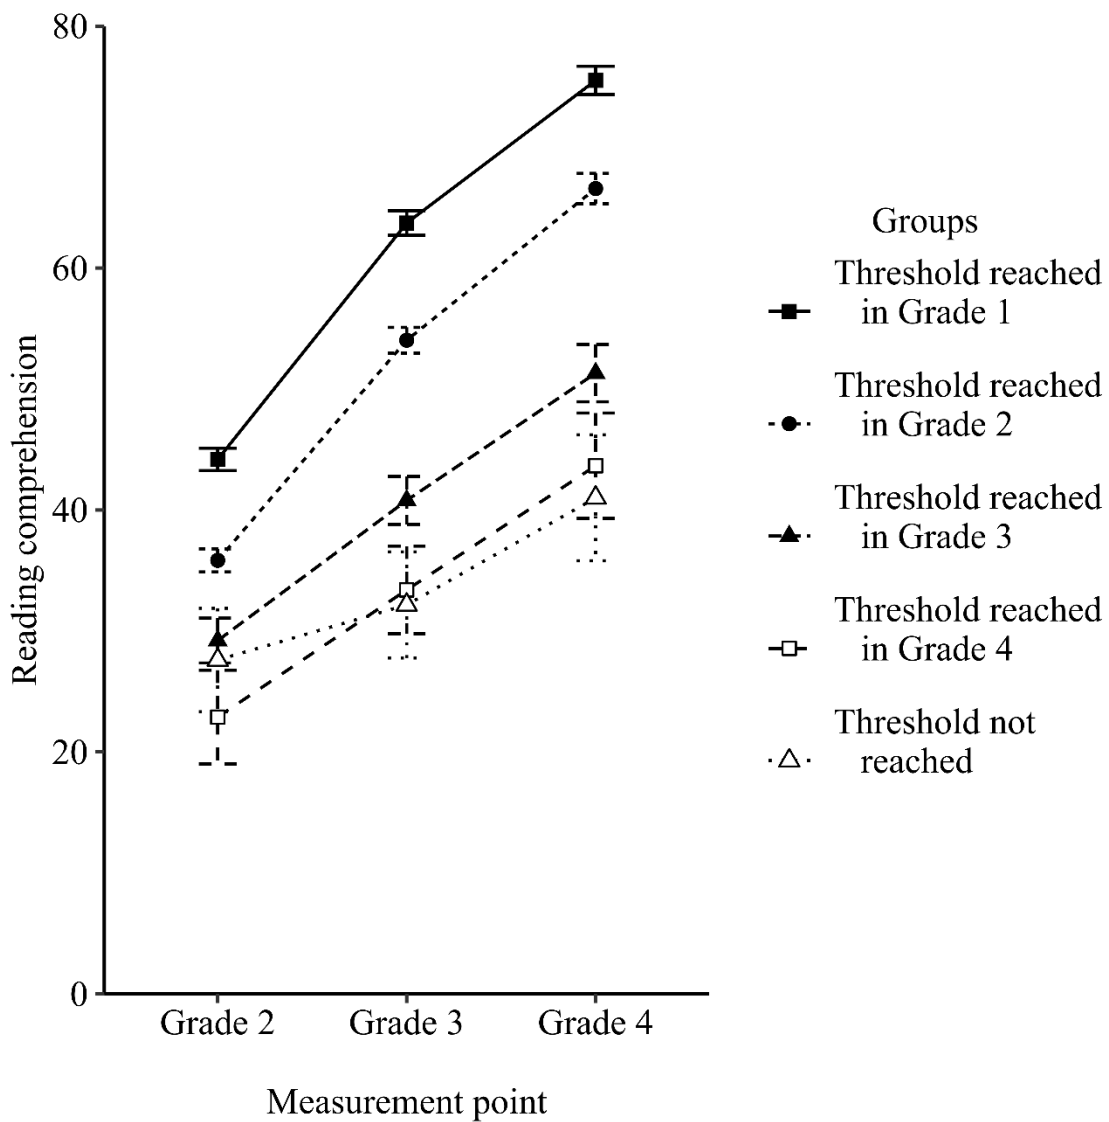 80
60
40
20
0
Reading comprehension
Grade 2
Grade 3
Grade 4
Measurement point
Groups
Threshold reached
in Grade 1
Threshold reached
in Grade 2
Threshold reached
in Grade 3
Threshold reached
in Grade 4
Threshold not
reached